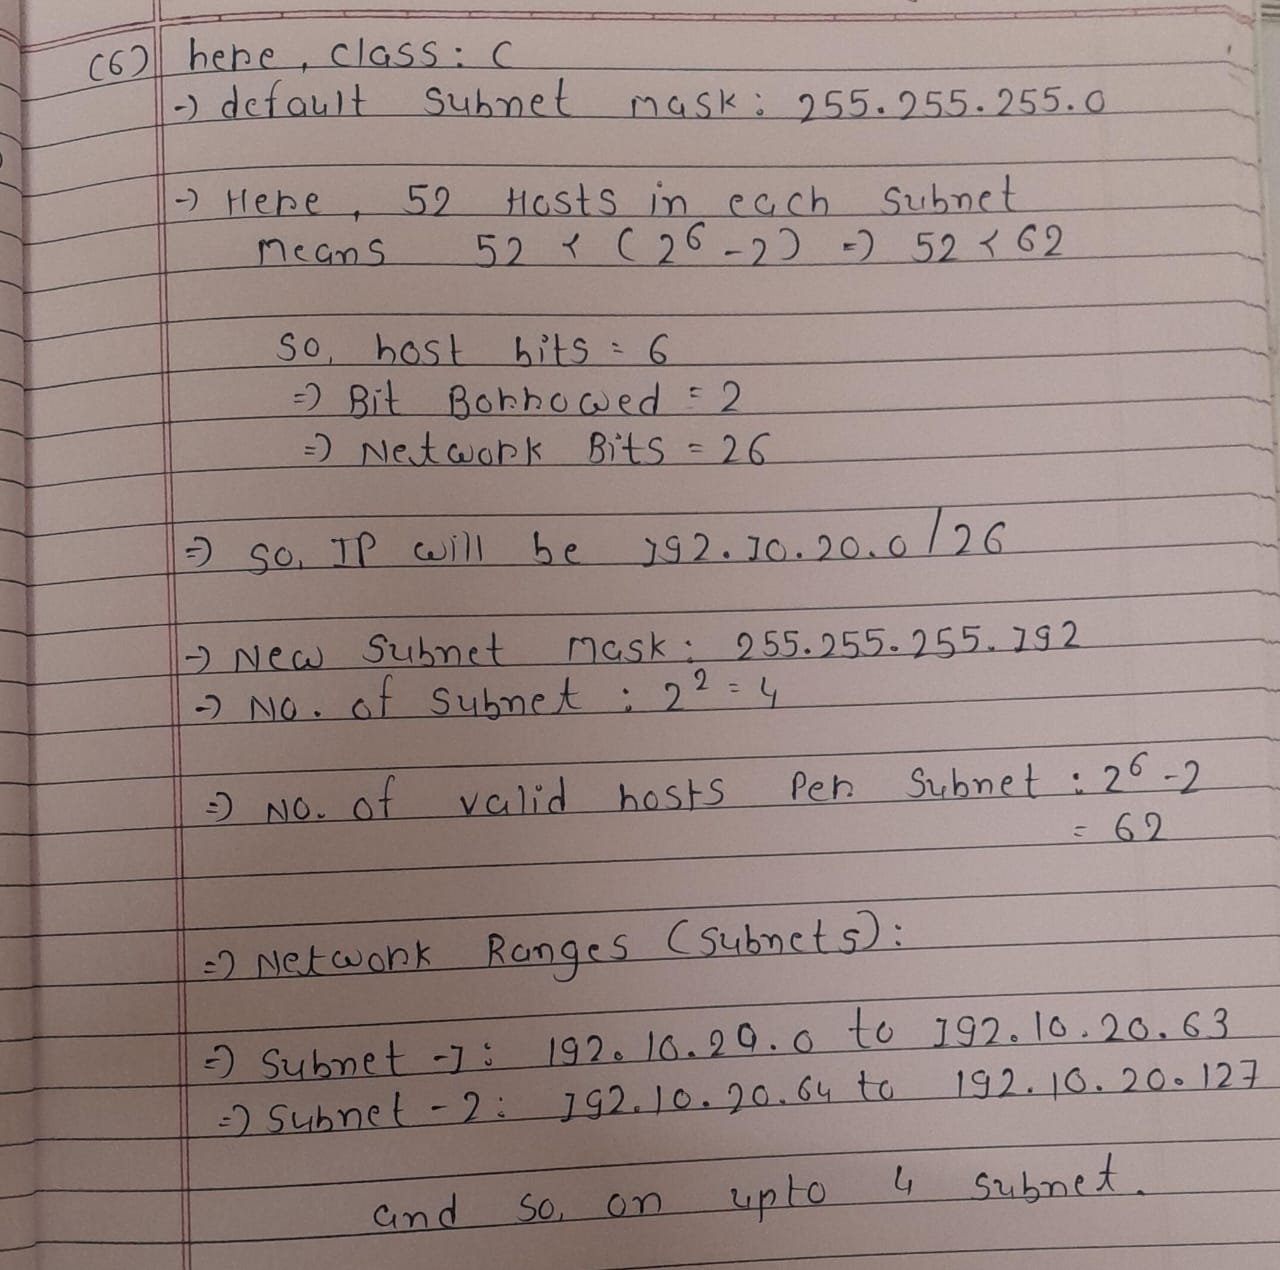 (6) here, class: C
-> default subnet mask: 255.255.255.0
-> Here, 52 Hosts in each subnet
Means 52 < (2^6 - 2) => 52 < 62
So, host bits = 6
=> Bit Borrowed = 2
=> Network Bits = 26
=> So, IP will be 192.10.20.0/26
-> New Subnet Mask: 255.255.255.192
-> No. of Subnet : 2^2 = 4
=> No. of valid hosts Per Subnet : 2^6 - 2
= 62
=> Network Ranges (Subnets):
=> Subnet - 1: 192.10.20.0 to 192.10.20.63
=> Subnet - 2: 192.10.20.64 to 192.10.20.127
and so, on upto 4 subnet.